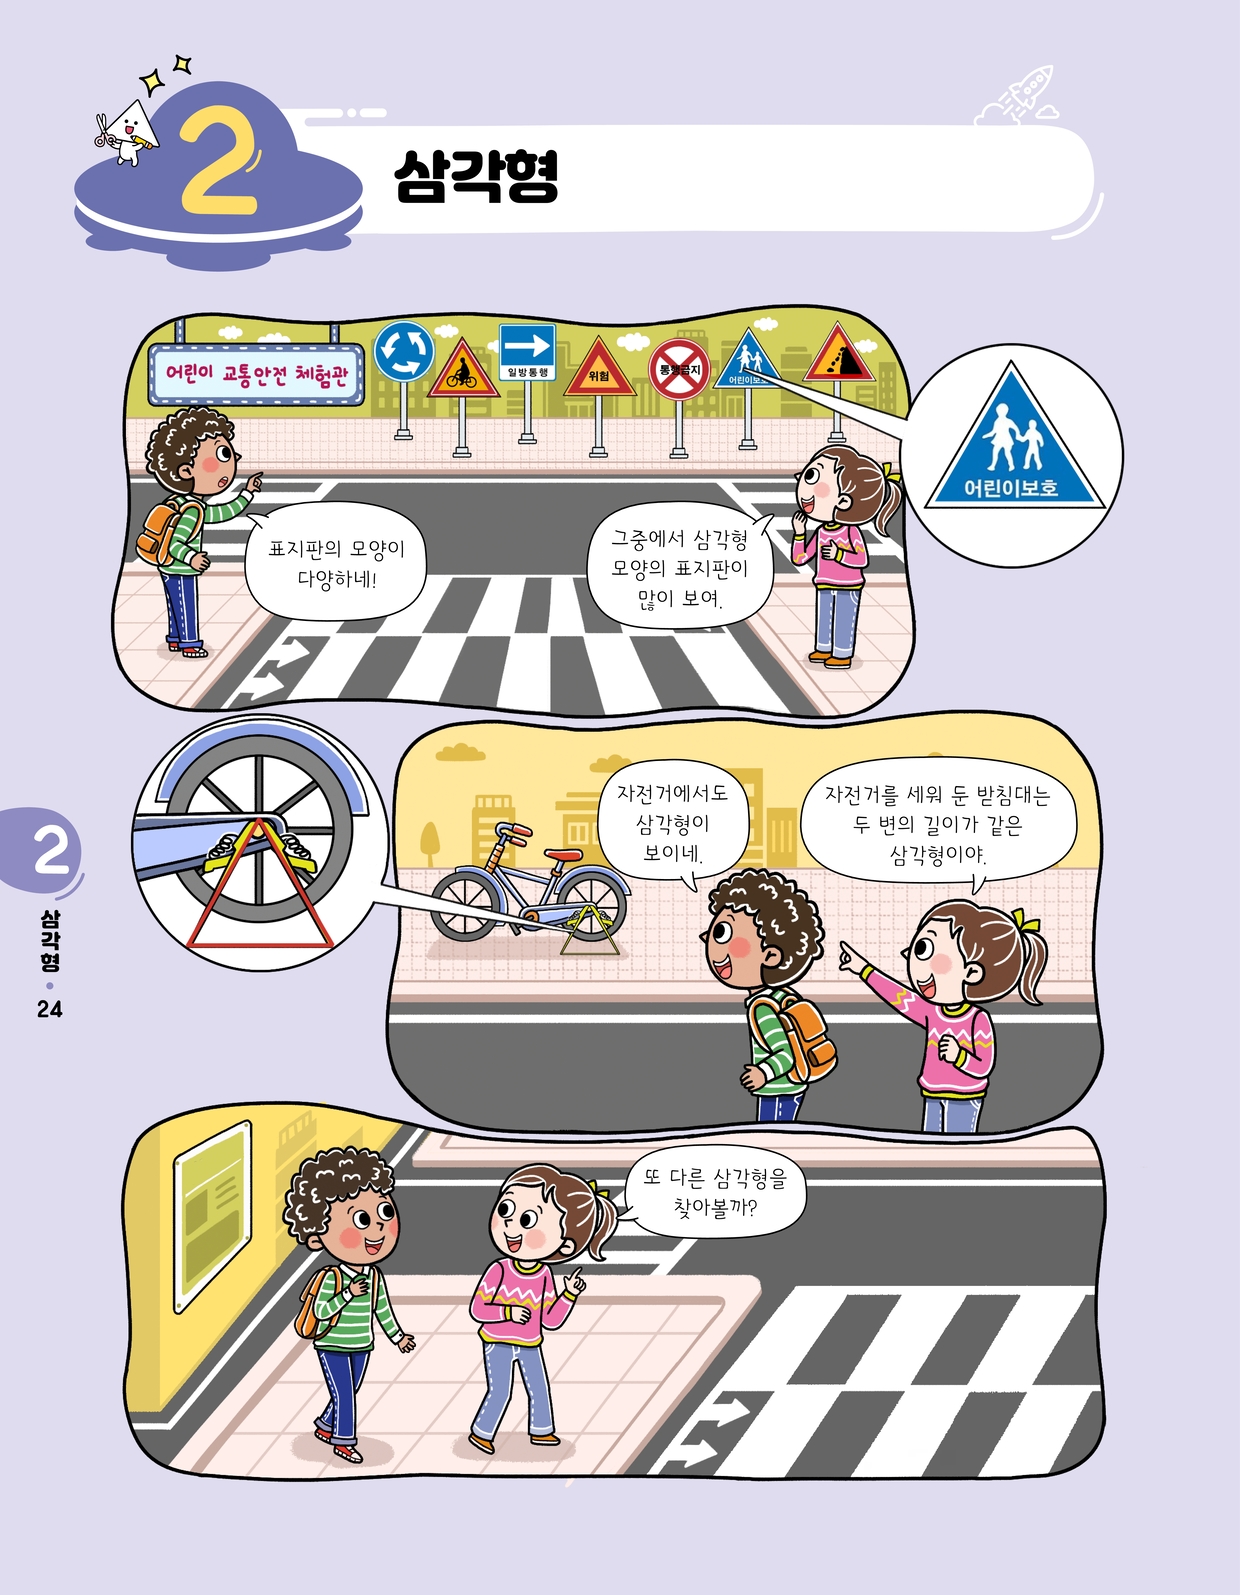 2
삼각형
어린이 교통안전 체험관
일방통행
위험
통행금지
어린이보호
어린이보호
표지판의 모양이
다양하네!
그중에서 삼각형
모양의 표지판이
많이 보여.
자전거에서도
삼각형이
보이네.
자전거를 세워 둔 받침대는
두 변의 길이가 같은
삼각형이야.
2
삼각형
24
또 다른 삼각형을
찾아볼까?